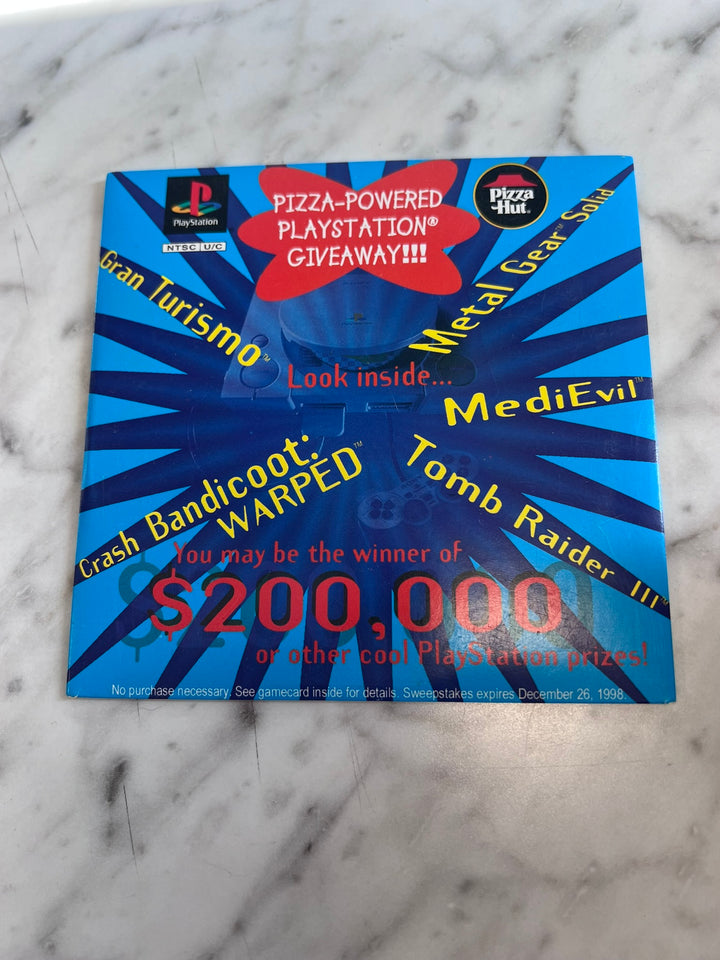 PlayStation
NTSC U/C
PIZZA-POWERED
PLAYSTATION®
GIVEAWAY!!!
Pizza
Hut®
Gran Turismo™
Metal Gear™ Solid
Look inside...
MediEvil™
Crash Bandicoot:
WARPED™
Tomb Raider III™
You may be the winner of
$200,000
or other cool PlayStation prizes!
No purchase necessary. See gamecard inside for details. Sweepstakes expires December 26, 1998.